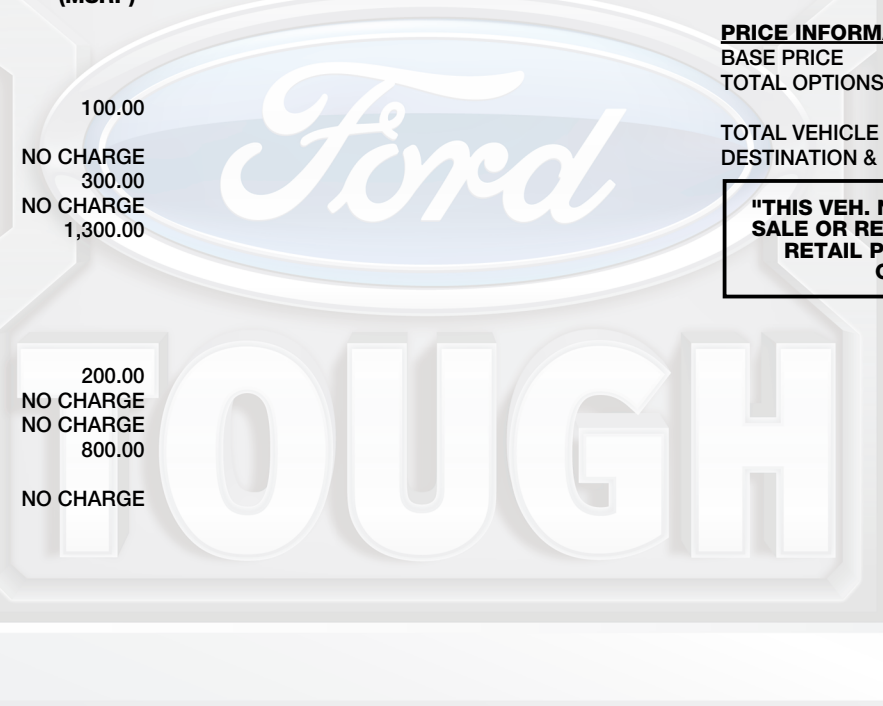 (MSRP)
100.00
NO CHARGE
300.00
NO CHARGE
1,300.00
200.00
NO CHARGE
NO CHARGE
800.00
NO CHARGE
PRICE INFORM
BASE PRICE
TOTAL OPTIONS
TOTAL VEHICLE
DESTINATION &
"THIS VEH.
SALE OR RE
RETAIL P
Ford
TOUGH